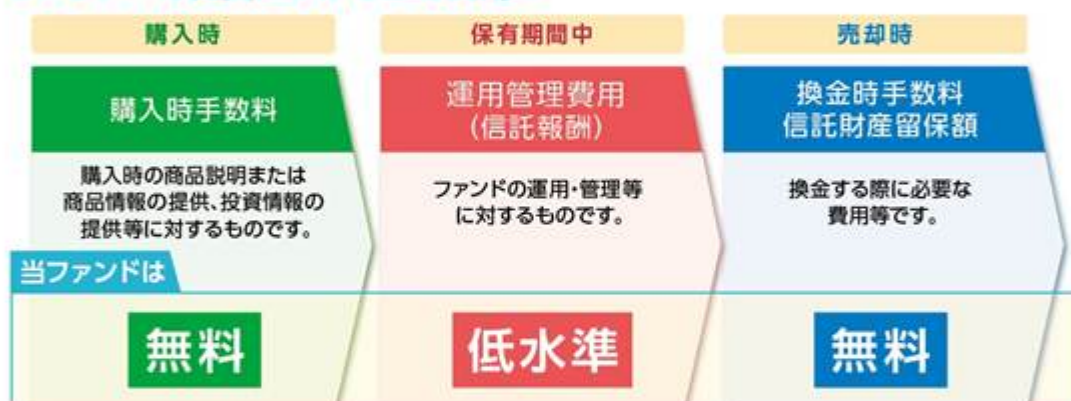 購入時
保有期間中
売却時
購入時手数料
運用管理費用
(信託報酬)
換金時手数料
信託財産留保額
購入時の商品説明または
商品情報の提供、投資情報の
提供等に対するものです。
ファンドの運用・管理等
に対するものです。
換金する際に必要な
費用等です。
当ファンドは
無料
低水準
無料